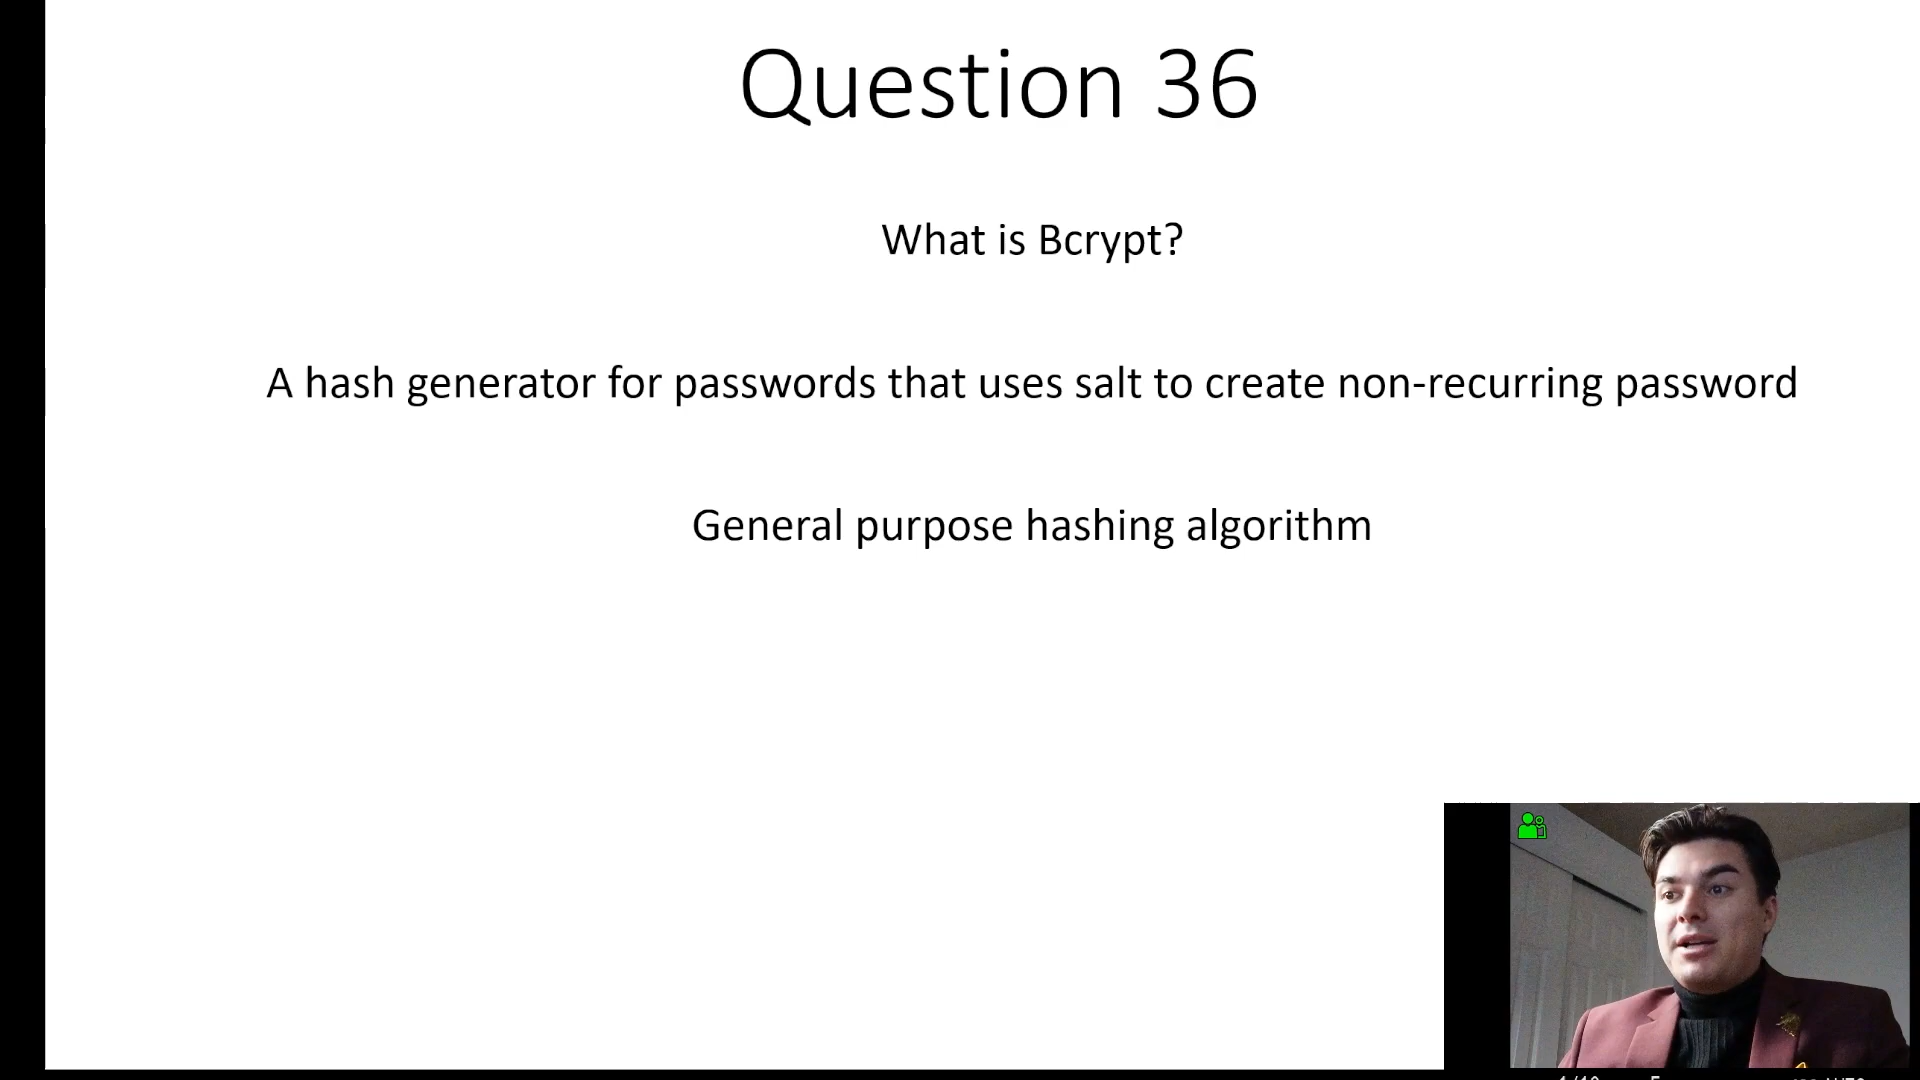 Question 36
What is Bcrypt?
A hash generator for passwords that uses salt to create non-recurring password
General purpose hashing algorithm